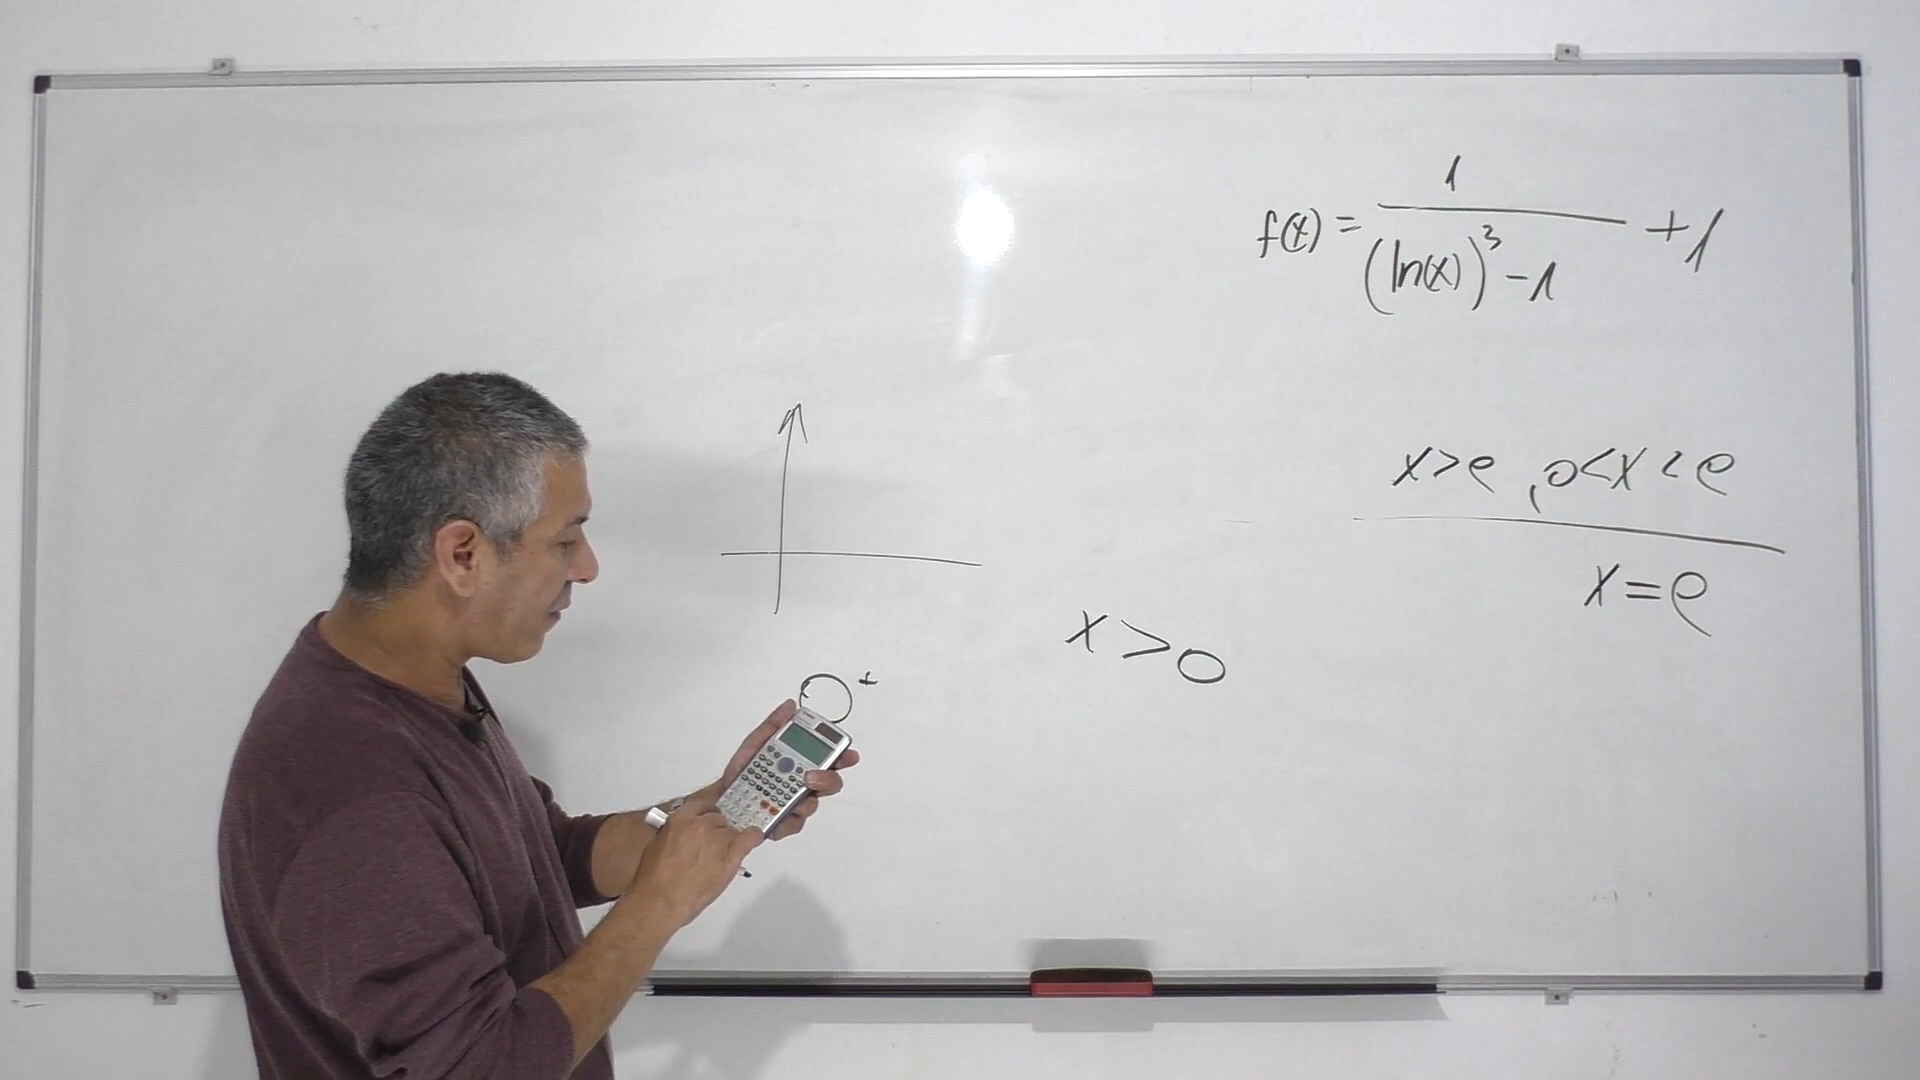 f(x) = 1 / (ln(x))³ - 1 + 1
x>e , 0<x<e
x = e
x > 0
0⁺